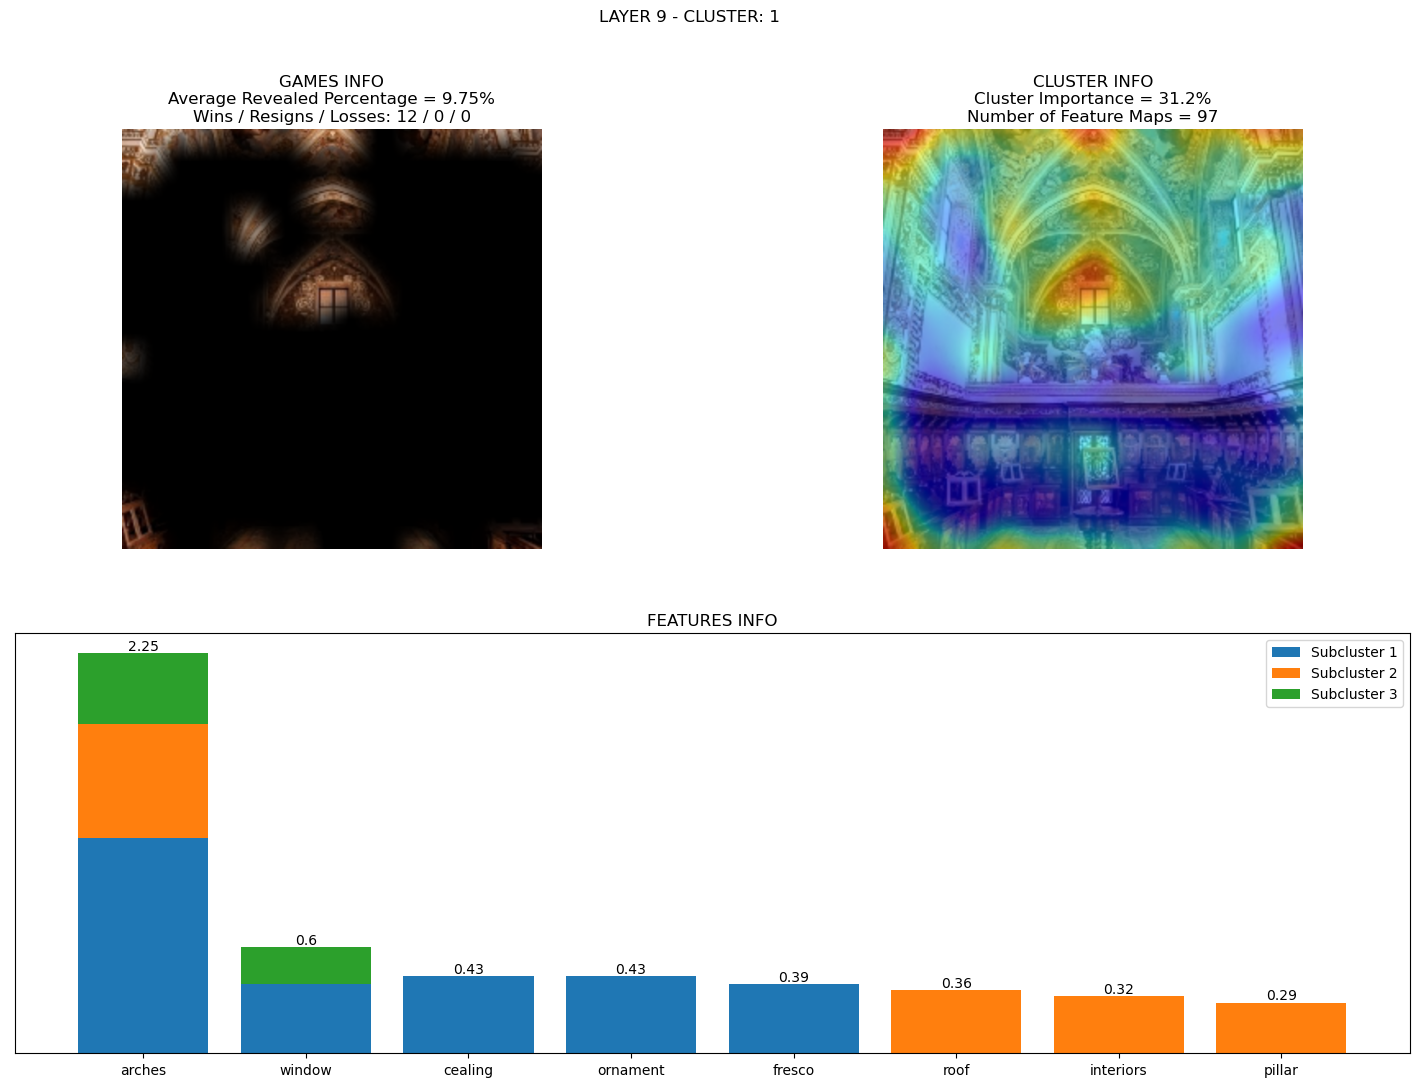 LAYER 9 - CLUSTER: 1
GAMES INFO
Average Revealed Percentage = 9.75%
Wins / Resigns / Losses: 12 / 0 / 0
CLUSTER INFO
Cluster Importance = 31.2%
Number of Feature Maps = 97
FEATURES INFO
2.25
0.6
0.43
0.43
0.39
0.36
0.32
0.29
Subcluster 1
Subcluster 2
Subcluster 3
arches
window
cealing
ornament
fresco
roof
interiors
pillar